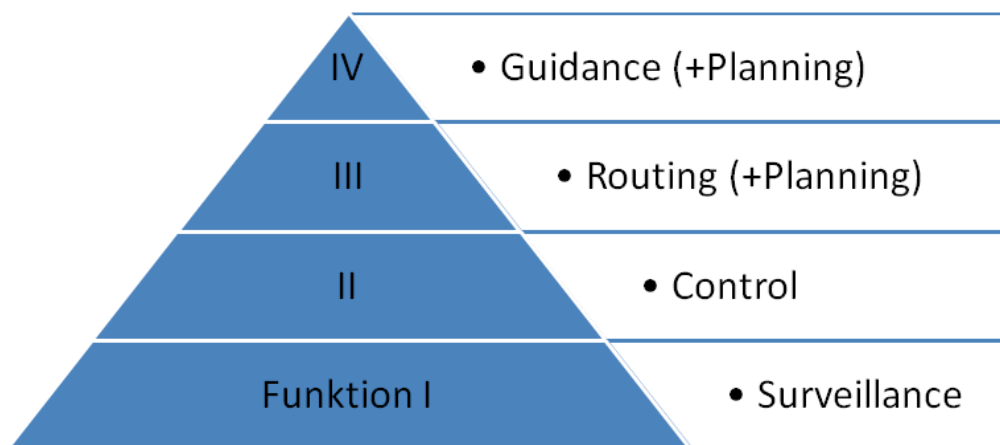 IV
• Guidance (+Planning)
III
• Routing (+Planning)
II
• Control
Funktion I
• Surveillance